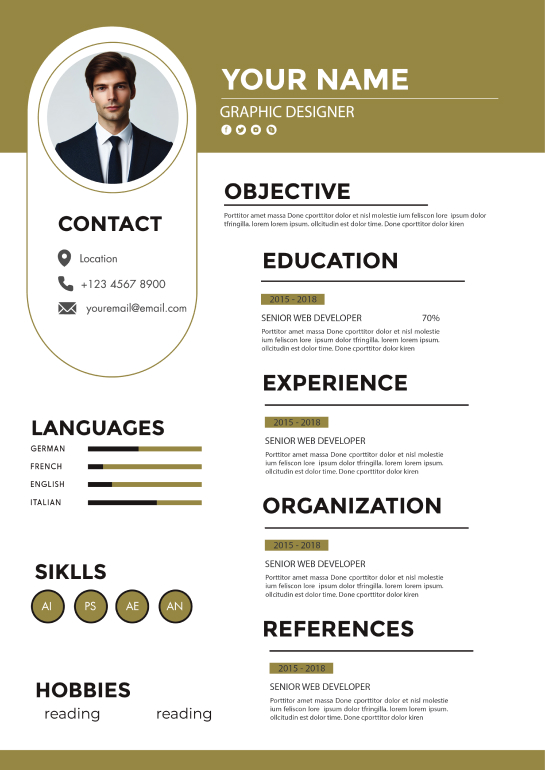 YOUR NAME
GRAPHIC DESIGNER
CONTACT
Location
+123 4567 8900
youremail@email.com
LANGUAGES
GERMAN
FRENCH
ENGLISH
ITALIAN
SIKLLS
AI PS AE AN
HOBBIES
reading reading
OBJECTIVE
Porttitor amet massa Done cporttitor dolor et nisl molestie ium feliscon lore ipsum dolor
tfringilla. lorem lorem ipsum. ollcitudin est dolor time. Done cporttitor dolor kiren
EDUCATION
2015 - 2018
SENIOR WEB DEVELOPER 70%
Porttitor amet massa Done cporttitor dolor et nisl molestie
ium feliscon lore ipsum dolor tfringilla. lorem lorem ipsum.
ollcitudin est dolor time. Done cporttitor dolor kiren
EXPERIENCE
2015 - 2018
SENIOR WEB DEVELOPER
Porttitor amet massa Done cporttitor dolor et nisl molestie
ium feliscon lore ipsum dolor tfringilla. lorem lorem ipsum.
ollcitudin est dolor time. Done cporttitor dolor kiren
ORGANIZATION
2015 - 2018
SENIOR WEB DEVELOPER
Porttitor amet massa Done cporttitor dolor et nisl molestie
ium feliscon lore ipsum dolor tfringilla. lorem lorem ipsum.
ollcitudin est dolor time. Done cporttitor dolor kiren
REFERENCES
2015 - 2018
SENIOR WEB DEVELOPER
Porttitor amet massa Done cporttitor dolor et nisl molestie
ium feliscon lore ipsum dolor tfringilla. lorem lorem ipsum.
ollcitudin est dolor time. Done cporttitor dolor kiren